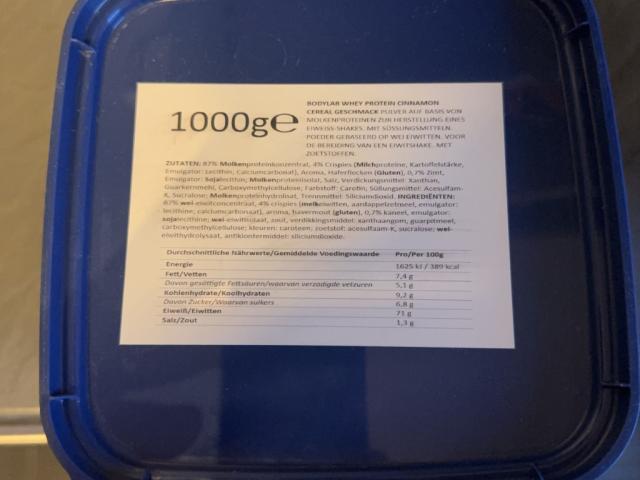 1000g℮
BODYLAB WHEY PROTEIN CINNAMON
CEREAL GESCHMACK PULVER AUF BASIS VON
MOLKENPROTEINEN ZUR HERSTELLUNG EINES
EIWEISS-SHAKES. MIT SÜSSUNGSMITTELN.
POEDER GEBASEERD OP WEI EIWITTEN. VOOR
DE BEREIDING VAN EEN EIWITSHAKE. MET
ZOETSTOFFEN.
ZUTATEN: 87% Molkenproteinkonzentrat, 4% Crispies (Milchproteine, Kartoffelstärke,
Emulgator: Lecithin; Calciumcarbonat), Aroma, Haferflocken (Gluten), 0,7% Zimt,
Emulgator: Sojalecithin; Molkenproteinisolat, Salz, Verdickungsmittel: Xanthan,
Guarkernmehl, Carboxymethylcellulose; Farbstoff: Carotin, Süßungsmittel: Acesulfam-
K, Sucralose; Molkenproteinhydrolysat, Trennmittel: Siliciumdioxid. INGREDIËNTEN:
87% wei-eiwitconcentraat, 4% crispies (melkeiwitten, aardappelzetmeel, emulgator:
lecithine; calciumcarbonaat), aroma, havermout (gluten), 0,7% kaneel, emulgator:
sojalecithine; wei-eiwitisolaat, zout, verdikkingsmiddel: xanthaangom, guarpitmeel,
carboxymethylcellulose; kleuren: caroteen; zoetstof: acesulfaam-K, sucralose; wei-
eiwithydrolysaat, antiklontermiddel: siliciumdioxide.
Durchschnittliche Nährwerte/Gemiddelde Voedingswaarde Pro/Per 100g
Energie 1625 kJ / 389 kcal
Fett/Vetten 7,4 g
Davon gesättigte Fettsäuren/waarvan verzadigde vetzuren 5,1 g
Kohlenhydrate/Koolhydraten 9,2 g
Davon Zucker/Waarvan suikers 6,8 g
Eiweiß/Eiwitten 71 g
Salz/Zout 1,3 g